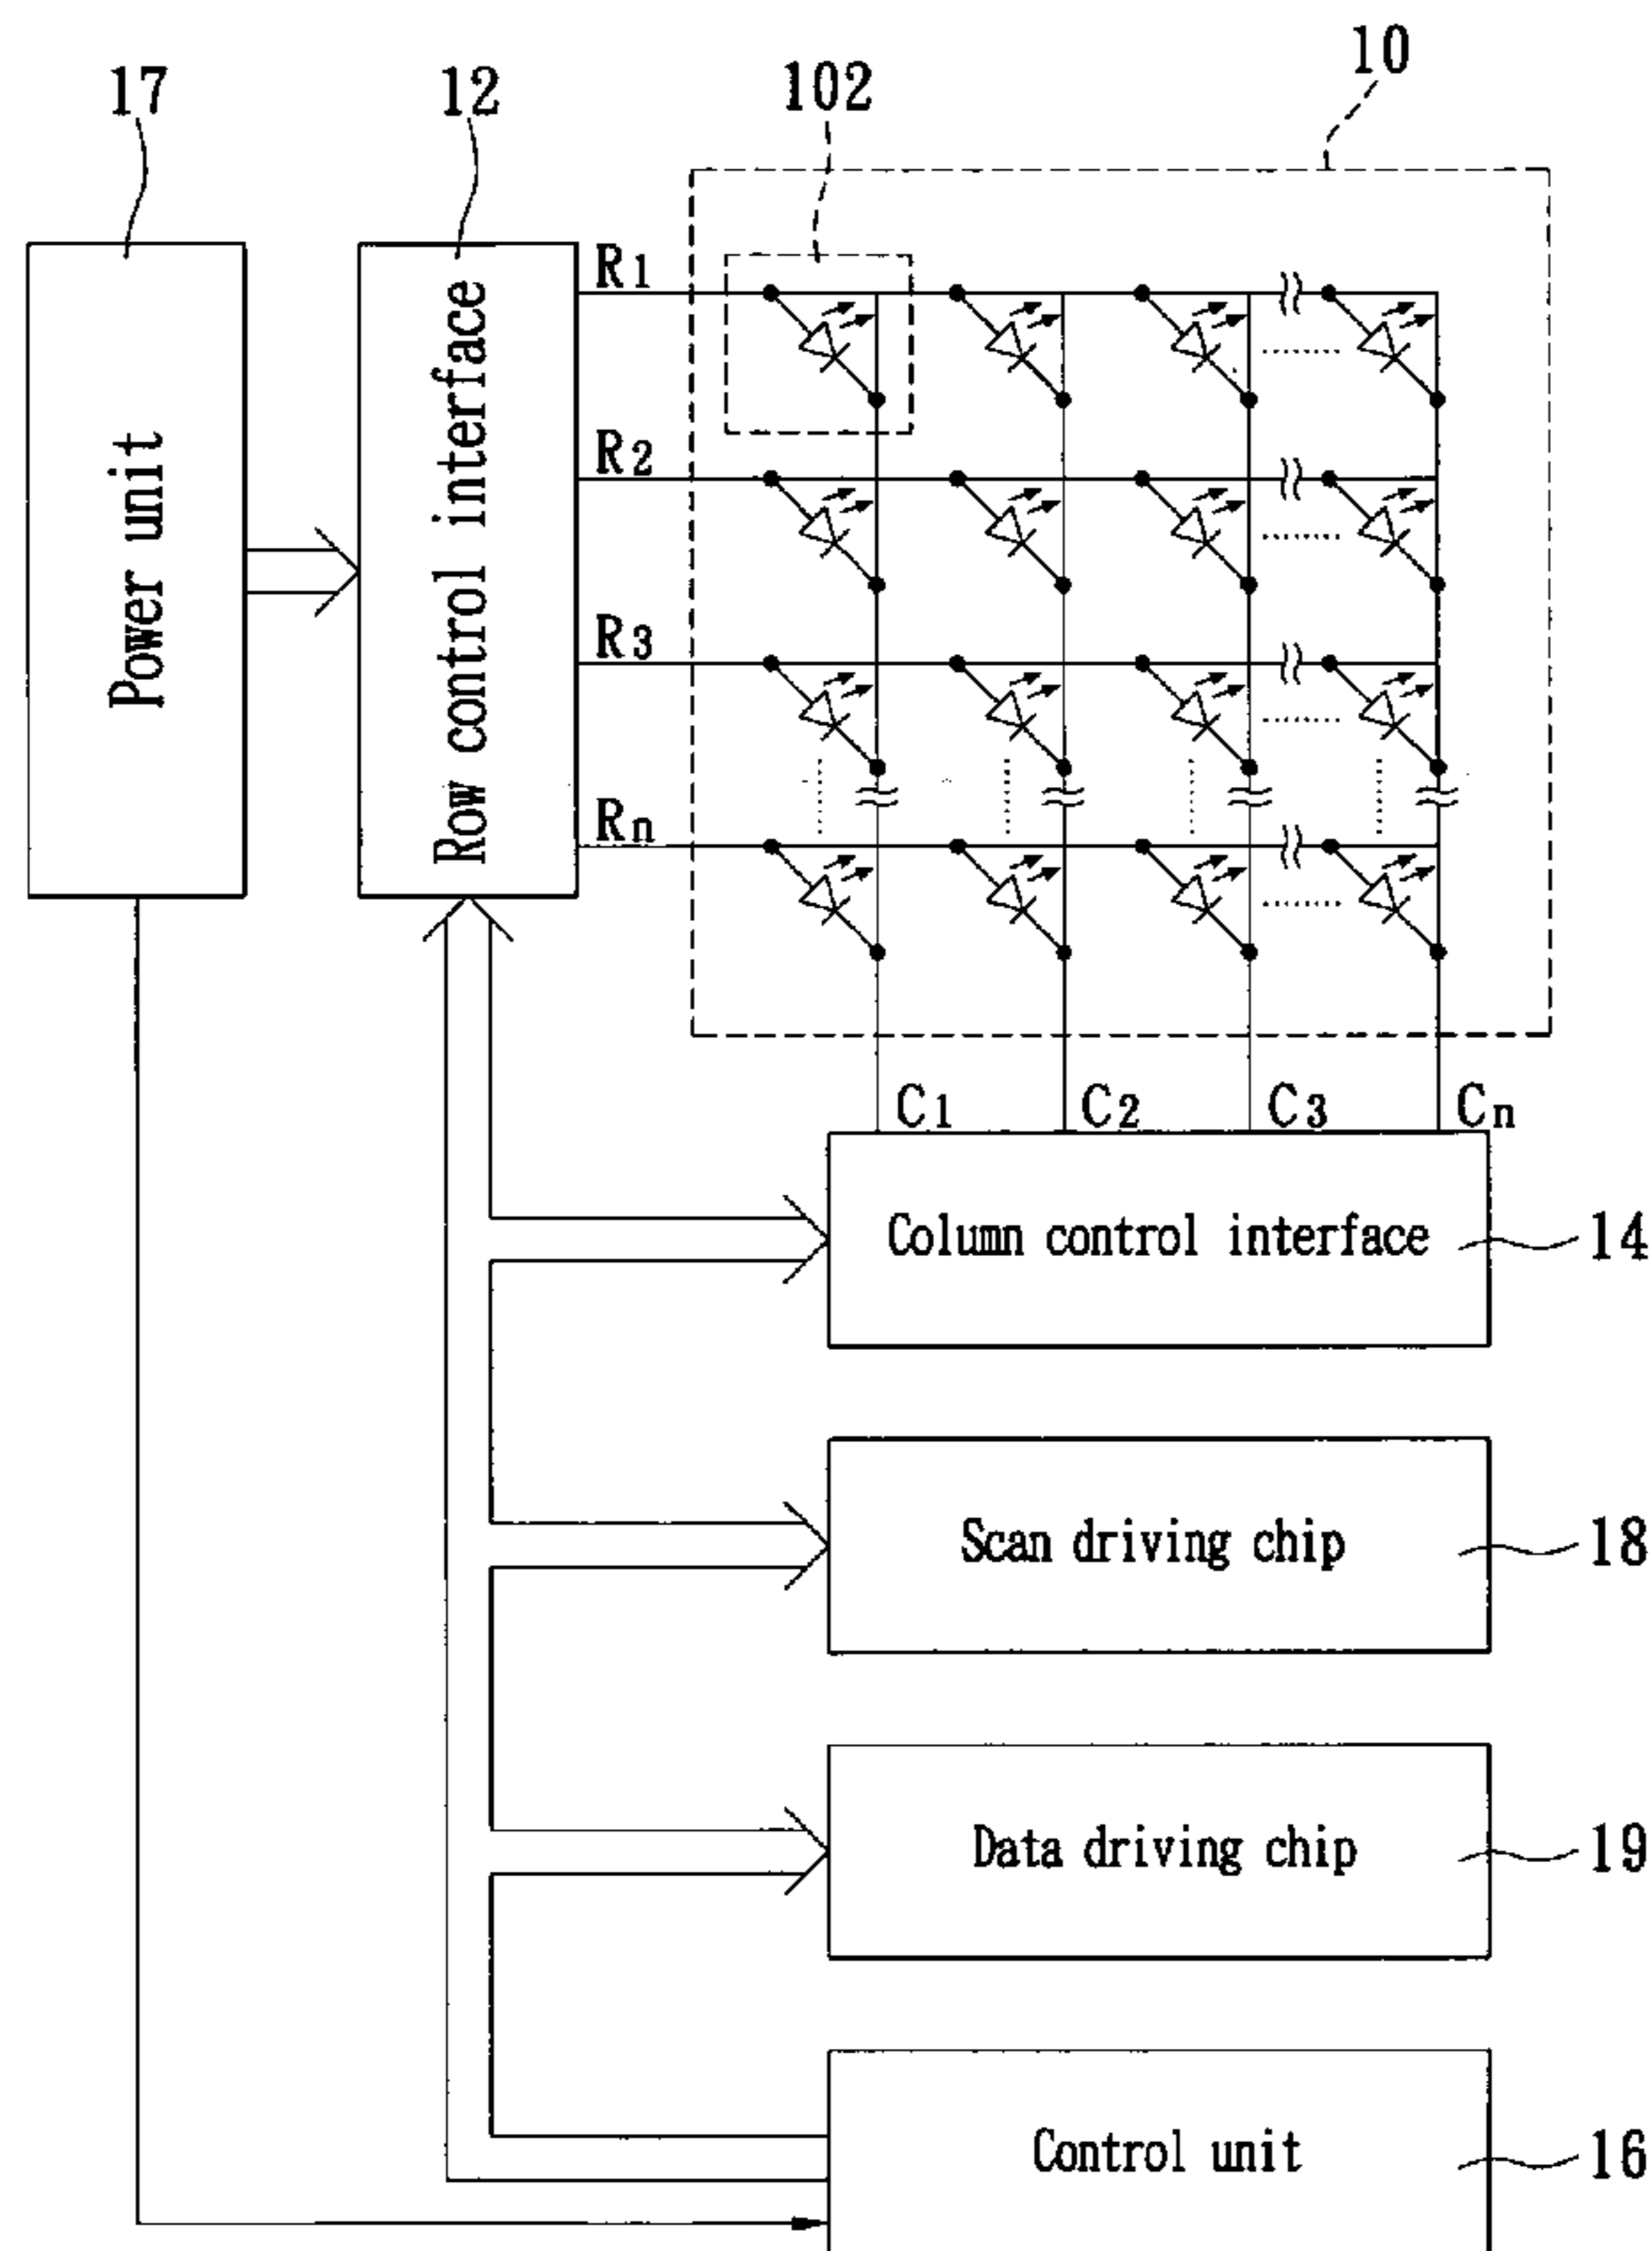 17
12
102
10
Power unit
Row control interface
R1
R2
R3
Rn
C1 C2 C3 Cn
Column control interface
14
Scan driving chip
18
Data driving chip
19
Control unit
16